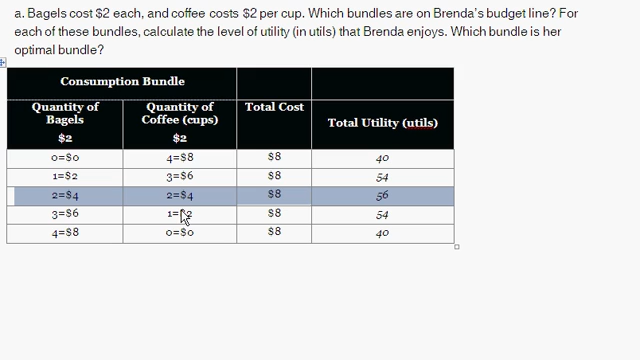 a. Bagels cost $2 each, and coffee costs $2 per cup. Which bundles are on Brenda's budget line? For
each of these bundles, calculate the level of utility (in utils) that Brenda enjoys. Which bundle is her
optimal bundle?
Consumption Bundle
Quantity of Bagels $2 Quantity of Coffee (cups) $2 Total Cost Total Utility (utils)
0=$0 4=$8 $8 40
1=$2 3=$6 $8 54
2=$4 2=$4 $8 56
3=$6 1=$2 $8 54
4=$8 0=$0 $8 40